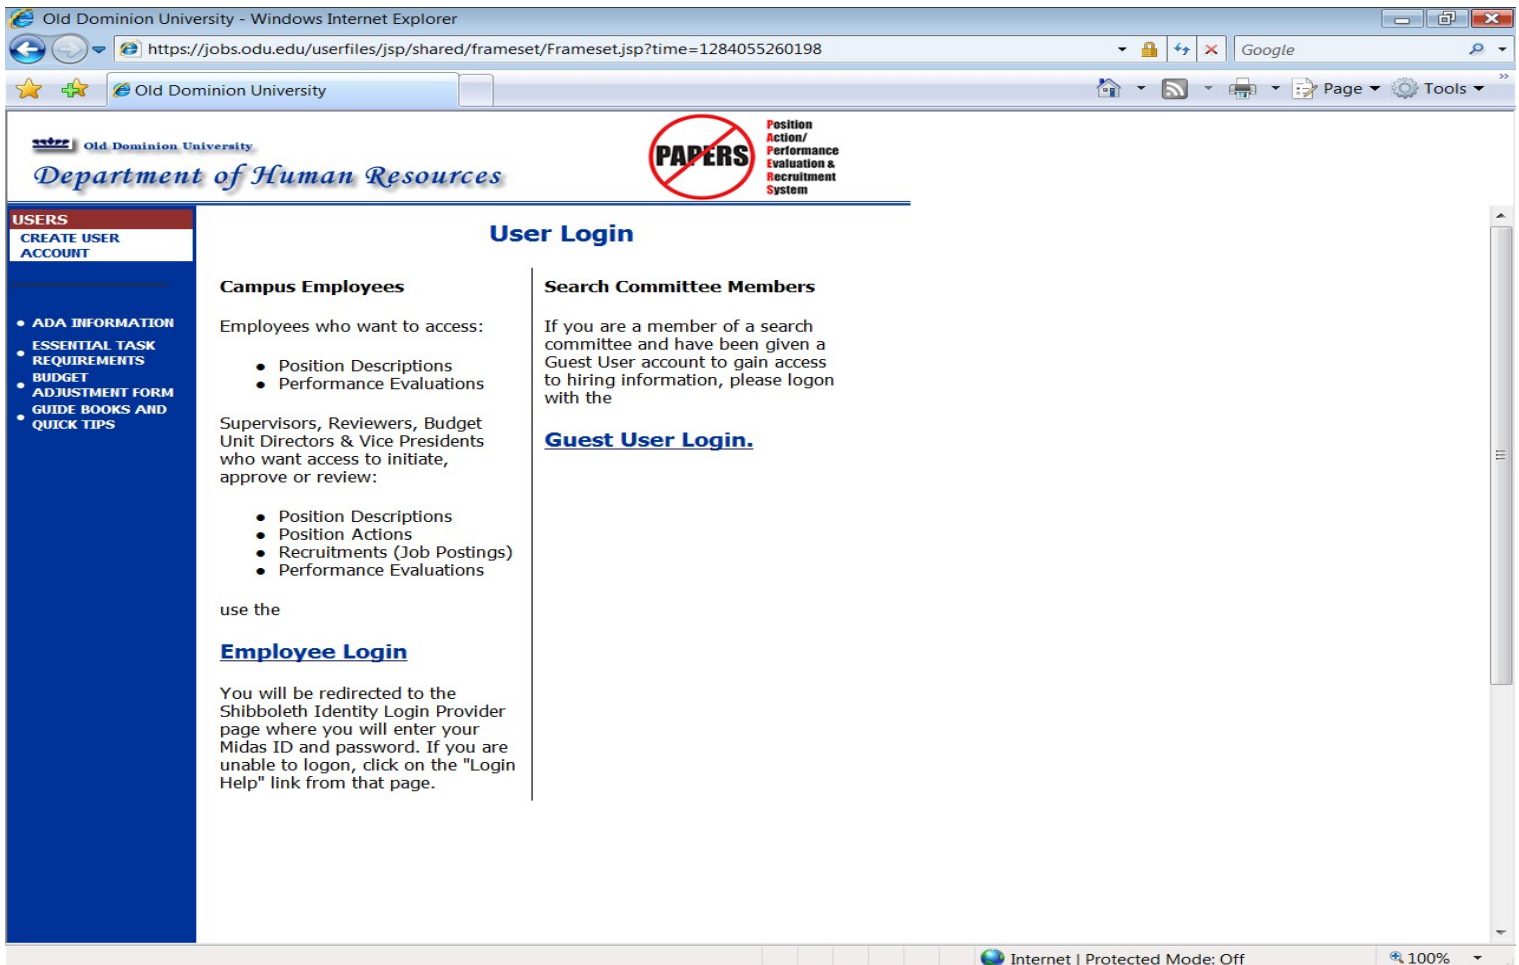 Old Dominion University - Windows Internet Explorer
https://jobs.odu.edu/userfiles/jsp/shared/frameset/Frameset.jsp?time=1284055260198
Google
Old Dominion University
Page
Tools
Old Dominion University
Department of Human Resources
PAPERS
Position
Action/
Performance
Evaluation &
Recruitment
System
USERS
CREATE USER
ACCOUNT
• ADA INFORMATION
• ESSENTIAL TASK
REQUIREMENTS
• BUDGET
ADJUSTMENT FORM
• GUIDE BOOKS AND
QUICK TIPS
User Login
Campus Employees
Employees who want to access:
• Position Descriptions
• Performance Evaluations
Supervisors, Reviewers, Budget
Unit Directors & Vice Presidents
who want access to initiate,
approve or review:
• Position Descriptions
• Position Actions
• Recruitments (Job Postings)
• Performance Evaluations
use the
Employee Login
You will be redirected to the
Shibboleth Identity Login Provider
page where you will enter your
Midas ID and password. If you are
unable to logon, click on the "Login
Help" link from that page.
Search Committee Members
If you are a member of a search
committee and have been given a
Guest User account to gain access
to hiring information, please logon
with the
Guest User Login.
Internet | Protected Mode: Off
100%